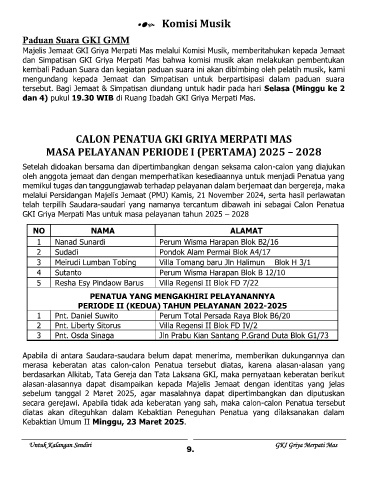 Komisi Musik
Paduan Suara GKI GMM
Majelis Jemaat GKI Griya Merpati Mas melalui Komisi Musik, memberitahukan kepada Jemaat
dan Simpatisan GKI Griya Merpati Mas bahwa komisi musik akan melakukan pembentukan
kembali Paduan Suara dan kegiatan paduan suara ini akan dibimbing oleh pelatih musik, kami
mengundang kepada Jemaat dan Simpatisan untuk berpartisipasi dalam paduan suara
tersebut. Bagi Jemaat & Simpatisan diundang untuk hadir pada hari Selasa (Minggu ke 2
dan 4) pukul 19.30 WIB di Ruang Ibadah GKI Griya Merpati Mas.
CALON PENATUA GKI GRIYA MERPATI MAS
MASA PELAYANAN PERIODE I (PERTAMA) 2025 – 2028
Setelah didoakan bersama dan dipertimbangkan dengan seksama calon-calon yang diajukan
oleh anggota jemaat dan dengan memperhatikan kesediaannya untuk menjadi Penatua yang
memikul tugas dan tanggungjawab terhadap pelayanan dalam berjemaat dan bergereja, maka
melalui Persidangan Majelis Jemaat (PMJ) Kamis, 21 November 2024, serta hasil perlawatan
telah terpilih Saudara/i saudari yang namanya tercantum dibawah ini sebagai Calon Penatua
GKI Griya Merpati Mas untuk masa pelayanan tahun 2025 – 2028
NO NAMA ALAMAT
1 Nanad Sunardi Perum Wisma Harapan Blok B2/16
2 Sudadi Pondok Alam Permai Blok A4/17
3 Meirudi Lumban Tobing Villa Tomang baru Jln Halimun Blok H 3/1
4 Sutanto Perum Wisma Harapan Blok B 12/10
5 Resha Esy Pindaow Barus Villa Regensi II Blok FD 7/22
PENATUA YANG MENGAKHIRI PELAYANANNYA
PERIODE II (KEDUA) TAHUN PELAYANAN 2022-2025
1 Pnt. Daniel Suwito Perum Total Persada Raya Blok B6/20
2 Pnt. Liberty Sitorus Villa Regensi II Blok FD IV/2
3 Pnt. Osda Sinaga Jln Prabu Kian Santang P.Grand Duta Blok G1/73
Apabila di antara Saudara-saudara belum dapat menerima, memberikan dukungannya dan
merasa keberatan atas calon-calon Penatua tersebut diatas, karena alasan-alasan yang
berdasarkan Alkitab, Tata Gereja dan Tata Laksana GKI, maka pernyataan keberatan berikut
alasan-alasannya dapat disampaikan kepada Majelis Jemaat dengan identitas yang jelas
sebelum tanggal 2 Maret 2025, agar masalahnya dapat dipertimbangkan dan diputuskan
secara gerejawi. Apabila tidak ada keberatan yang sah, maka calon-calon Penatua tersebut
diatas akan diteguhkan dalam Kebaktian Peneguhan Penatua yang dilaksanakan dalam
Kebaktian Umum II Minggu, 23 Maret 2025.
Untuk Kalangan Sendiri GKI Griya Merpati Mas
9.